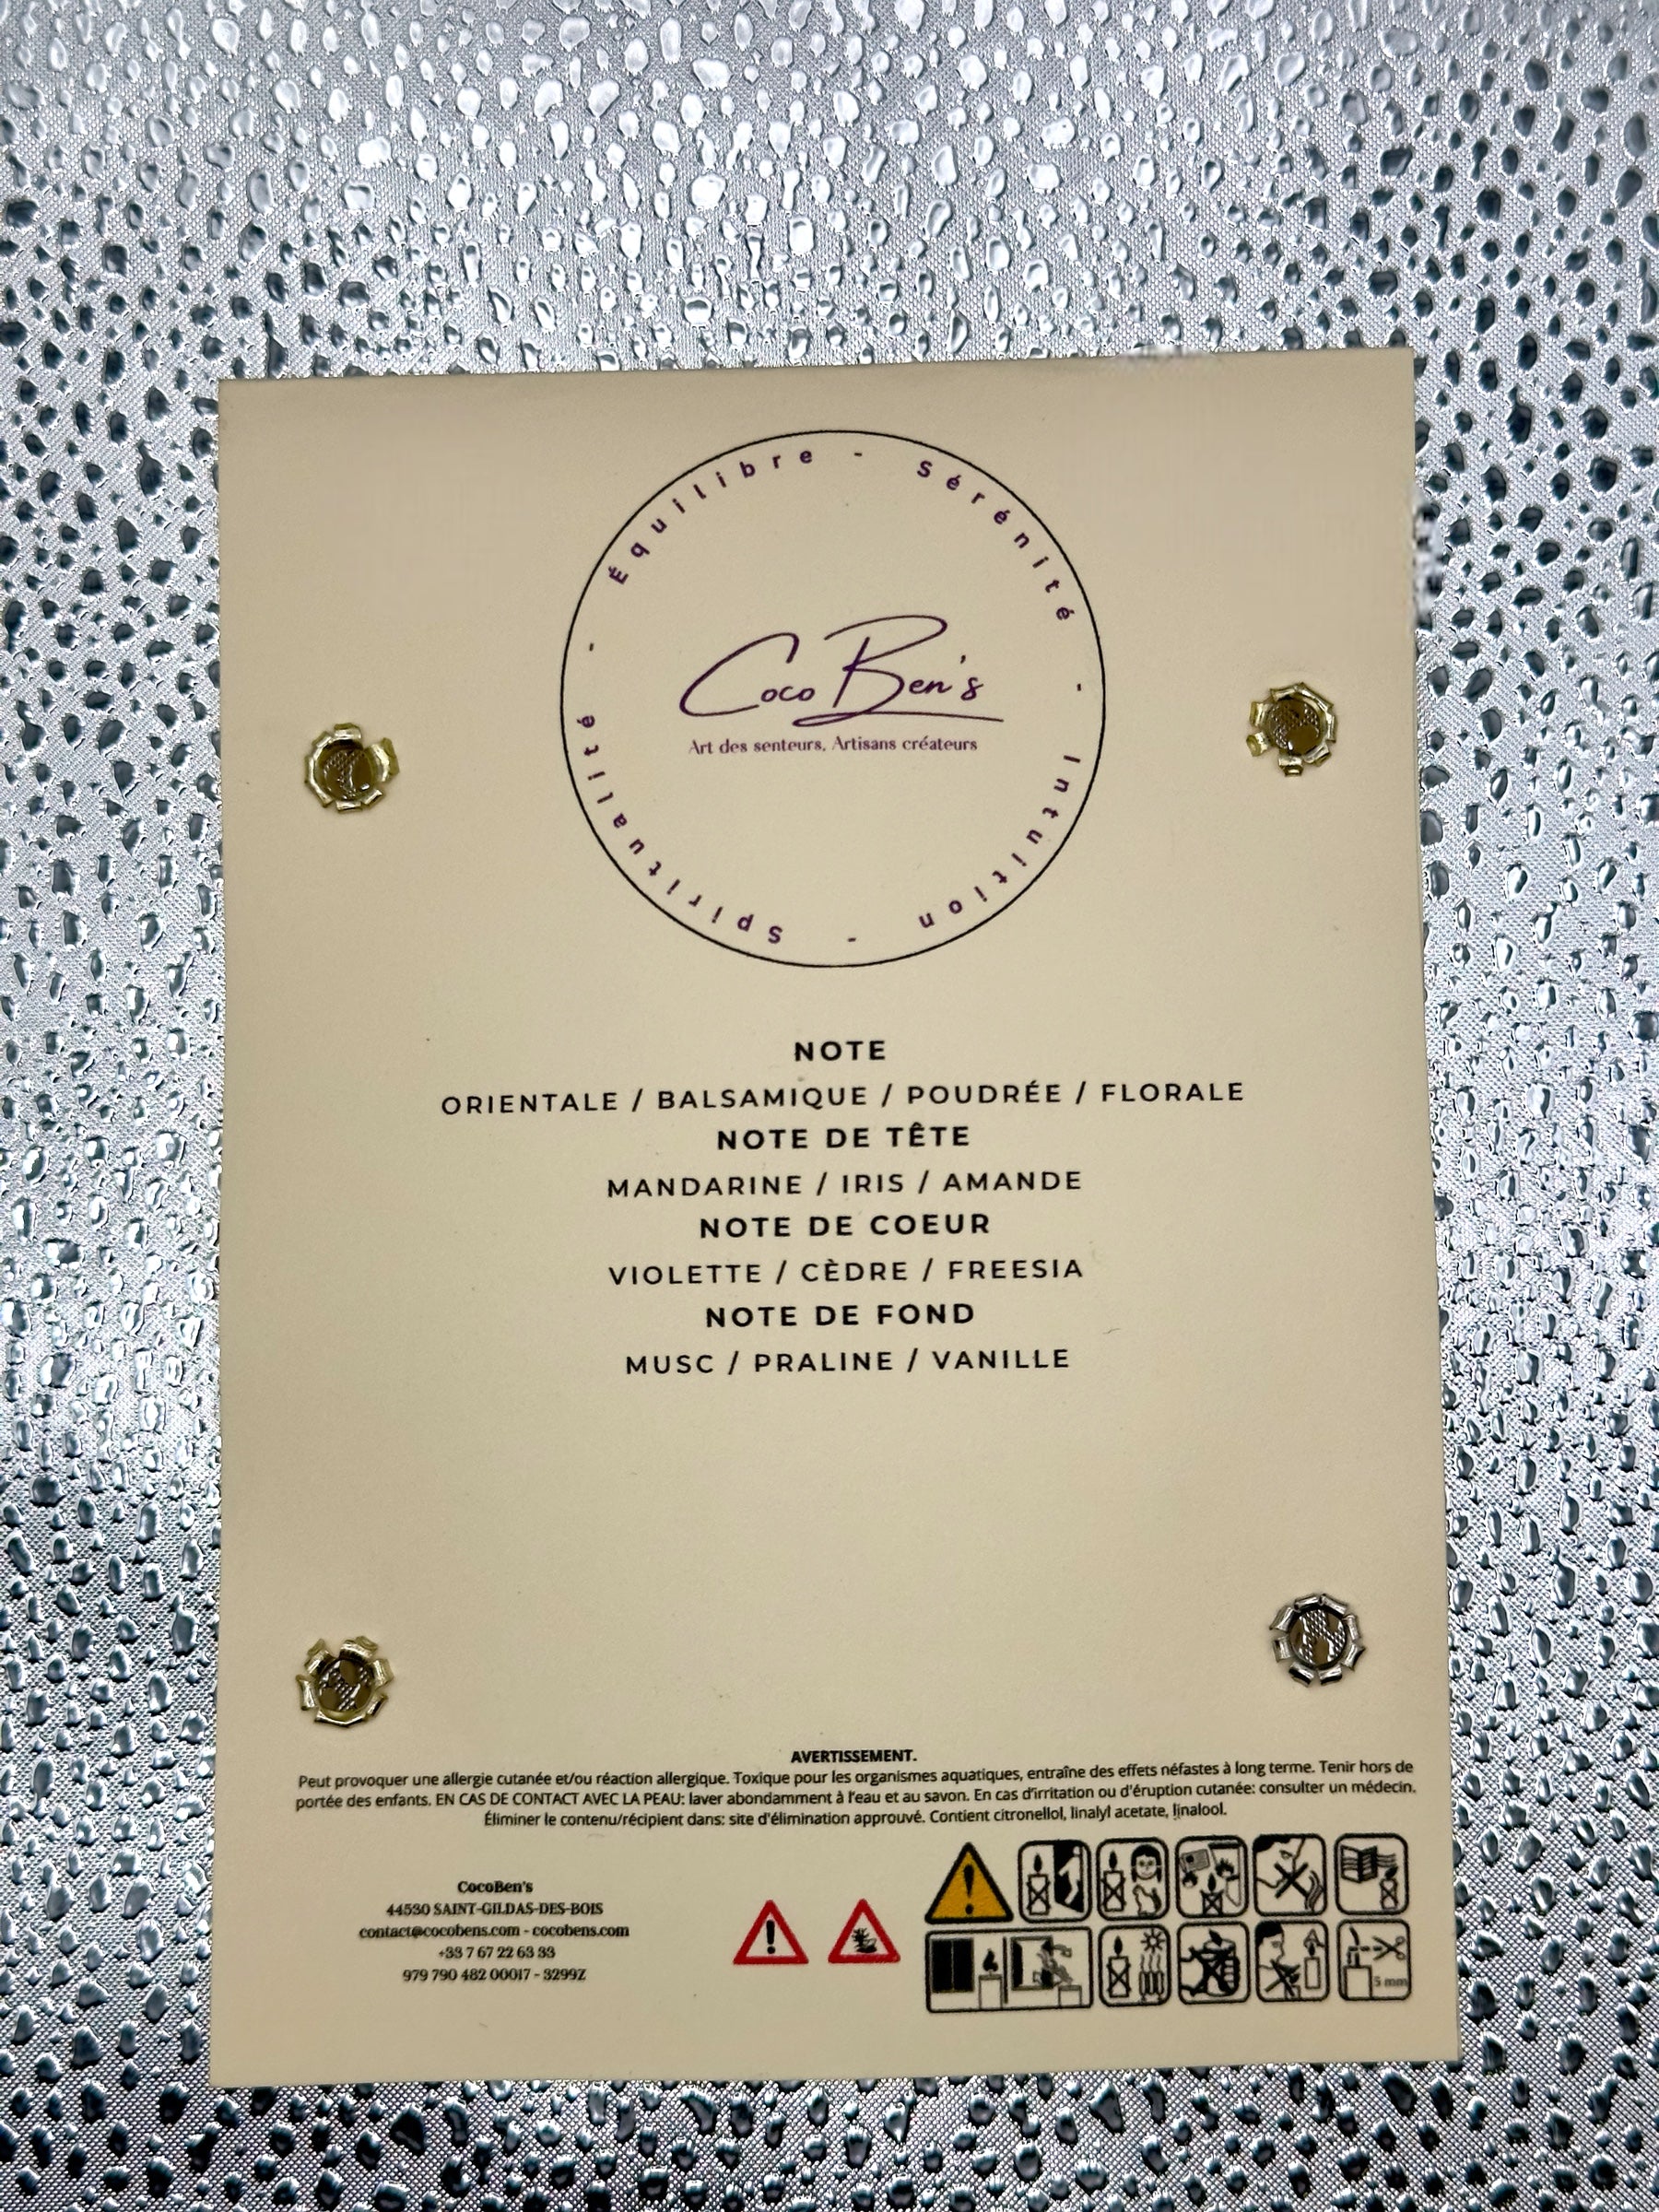 Équilibre - Sérénité - Intuition - Spiritualité -
Coco Ben's
Art des senteurs, Artisans créateurs
NOTE
ORIENTALE / BALSAMIQUE / POUDRÉE / FLORALE
NOTE DE TÊTE
MANDARINE / IRIS / AMANDE
NOTE DE COEUR
VIOLETTE / CÈDRE / FREESIA
NOTE DE FOND
MUSC / PRALINE / VANILLE
AVERTISSEMENT.
Peut provoquer une allergie cutanée et/ou réaction allergique. Toxique pour les organismes aquatiques, entraîne des effets néfastes à long terme. Tenir hors de
portée des enfants. EN CAS DE CONTACT AVEC LA PEAU: laver abondamment à l'eau et au savon. En cas d'irritation ou d'éruption cutanée: consulter un médecin.
Éliminer le contenu/récipient dans: site d'élimination approuvé. Contient citronellol, linalyl acetate, linalool.
CocoBen's
44530 SAINT-GILDAS-DES-BOIS
contact@cocobens.com - cocobens.com
+33 7 67 22 63 33
979 790 482 00017 - 3299Z
5 mm